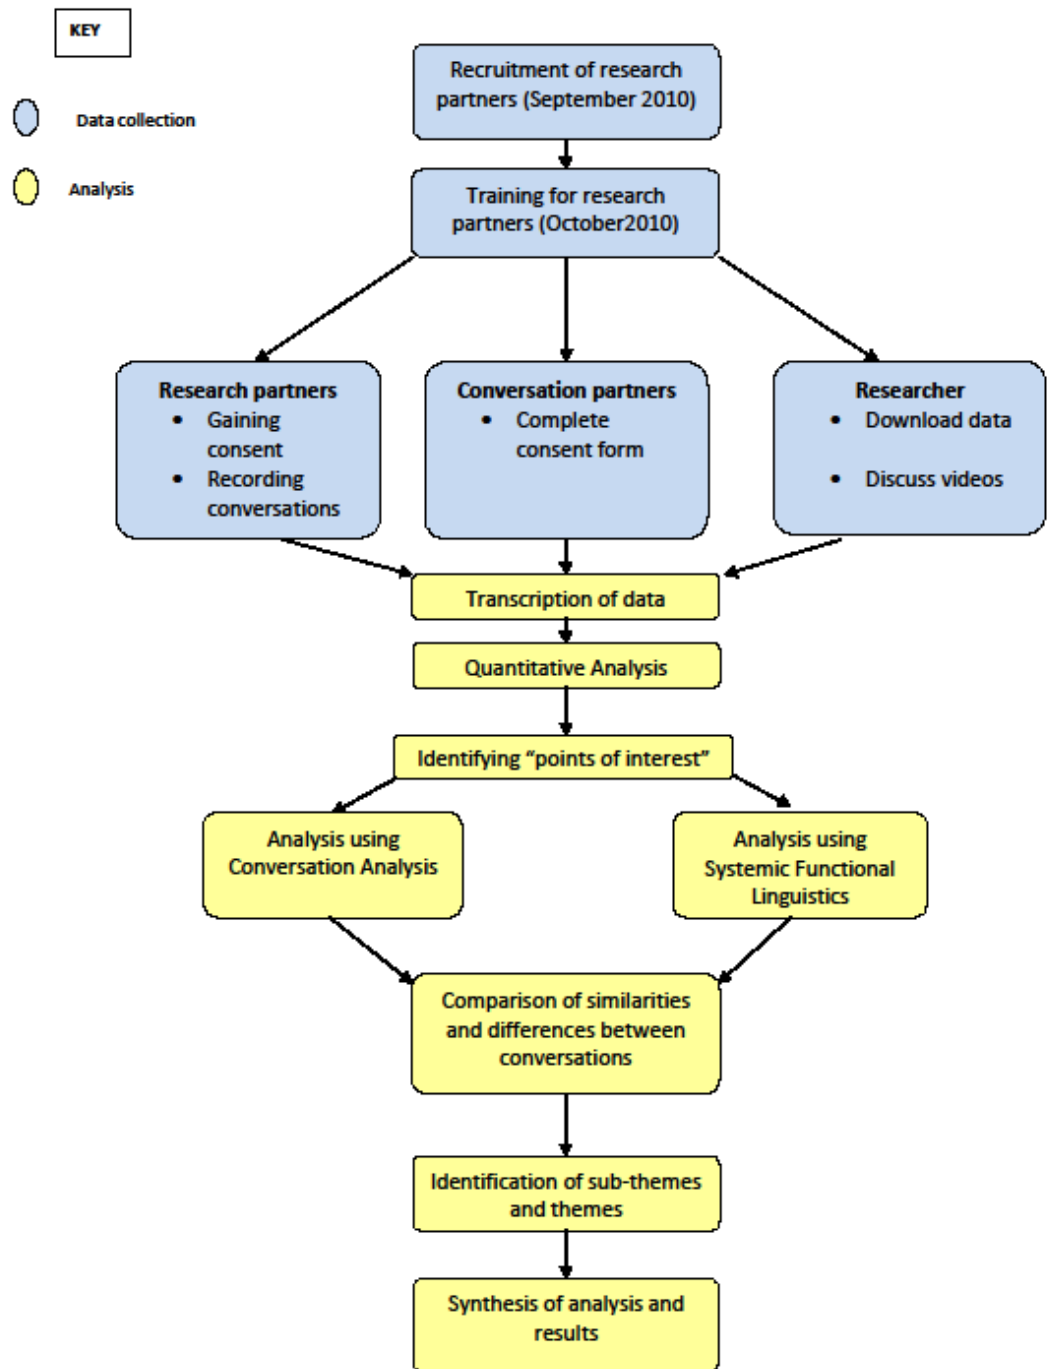 KEY
Data collection
Analysis
Recruitment of research
partners (September 2010)
Training for research
partners (October2010)
Research partners
• Gaining
consent
• Recording
conversations
Conversation partners
• Complete
consent form
Researcher
• Download data
• Discuss videos
Transcription of data
Quantitative Analysis
Identifying “points of interest”
Analysis using
Conversation Analysis
Analysis using
Systemic Functional
Linguistics
Comparison of similarities
and differences between
conversations
Identification of sub-themes
and themes
Synthesis of analysis and
results